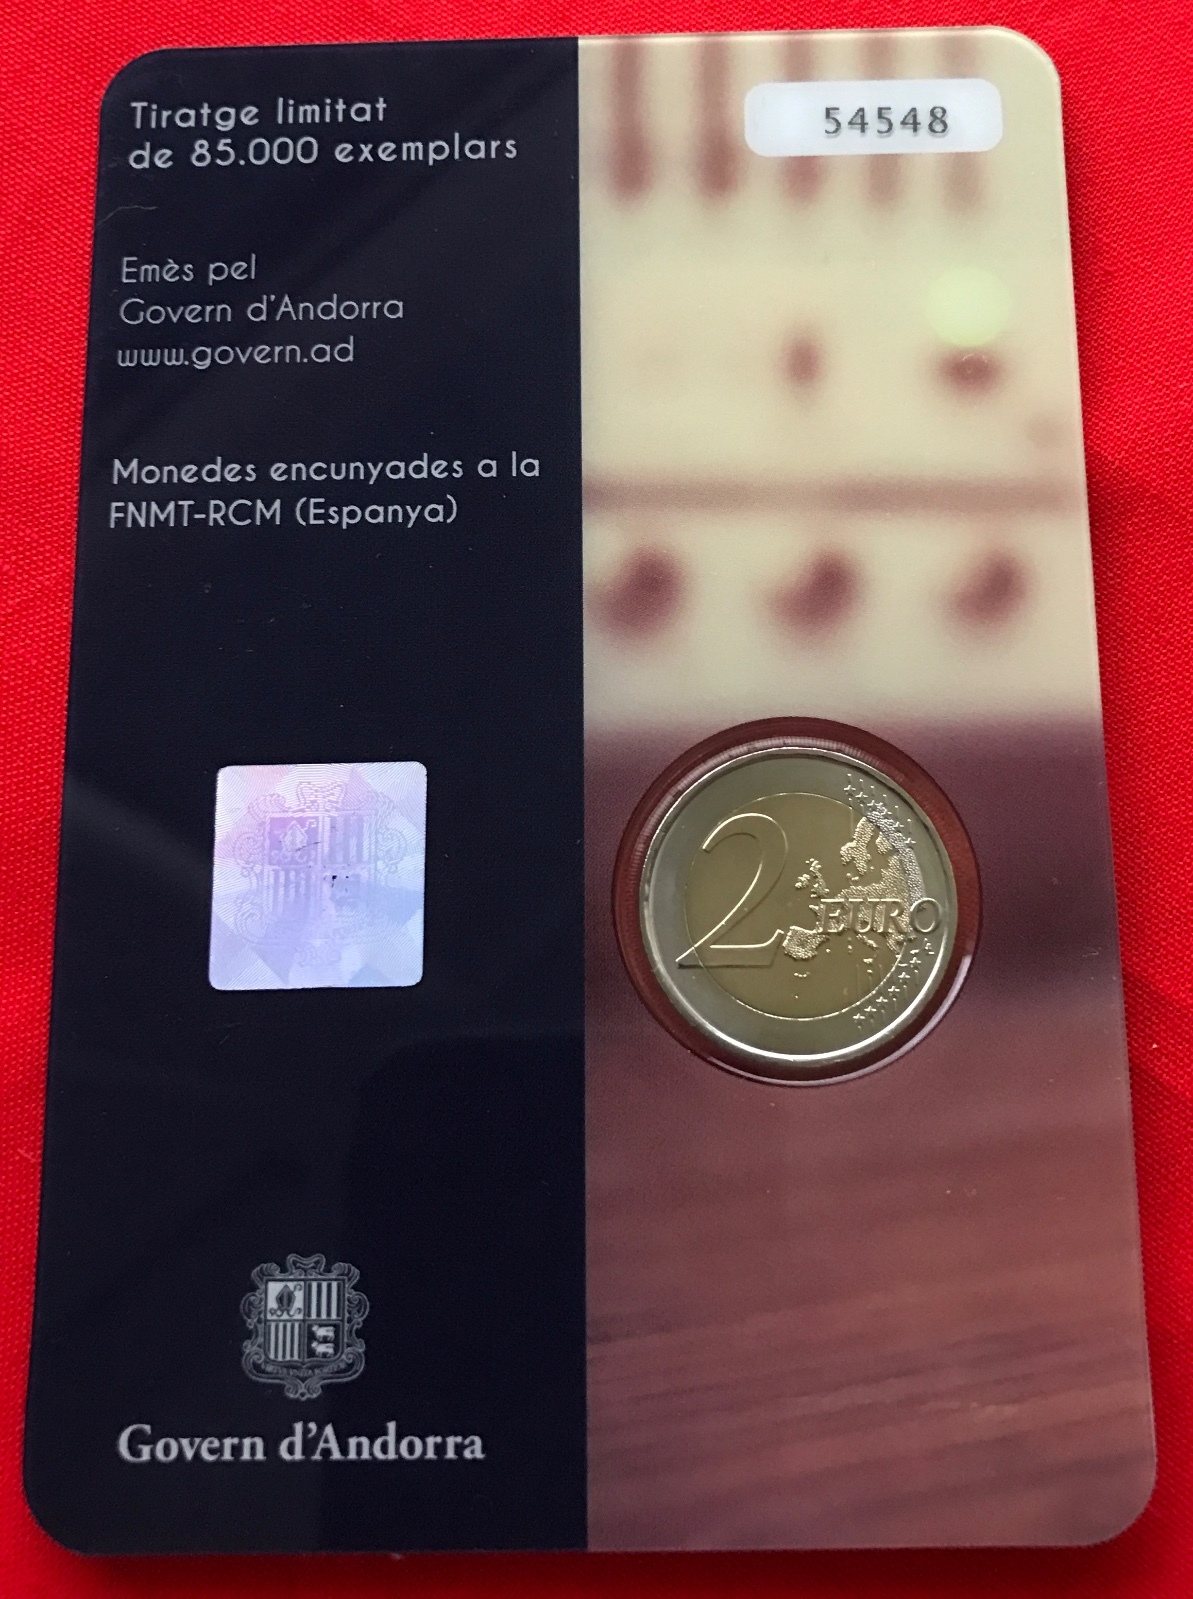 Tiratge limitat
de 85.000 exemplars
54548
Emès pel
Govern d'Andorra
www.govern.ad
Monedes encunyades a la
FNMT-RCM (Espanya)
2 EURO
Govern d'Andorra